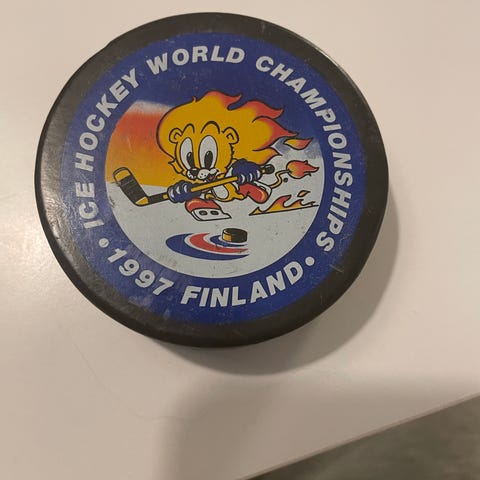 ICE HOCKEY WORLD CHAMPIONSHIPS
• 1997 FINLAND •